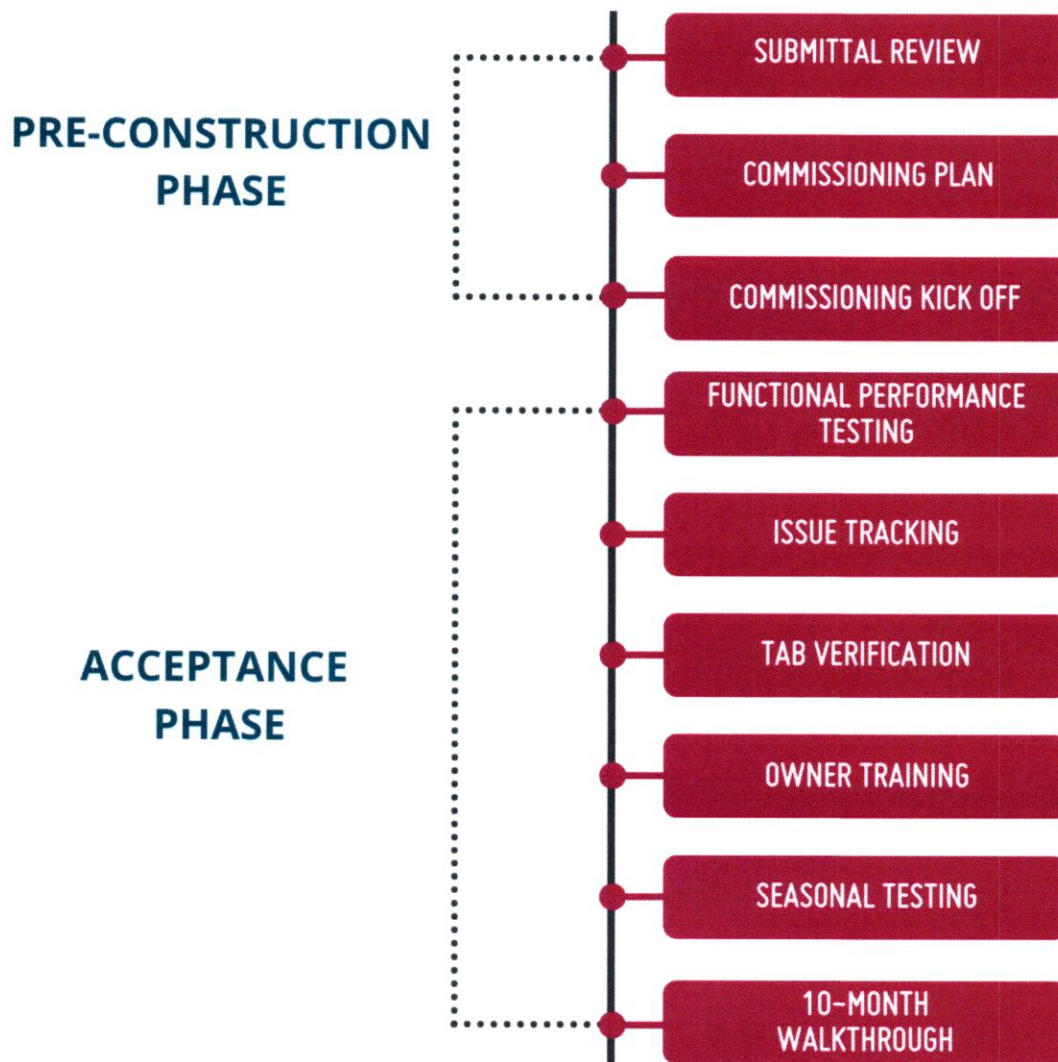 PRE-CONSTRUCTION
PHASE
SUBMITTAL REVIEW
COMMISSIONING PLAN
COMMISSIONING KICK OFF
ACCEPTANCE
PHASE
FUNCTIONAL PERFORMANCE
TESTING
ISSUE TRACKING
TAB VERIFICATION
OWNER TRAINING
SEASONAL TESTING
10-MONTH
WALKTHROUGH